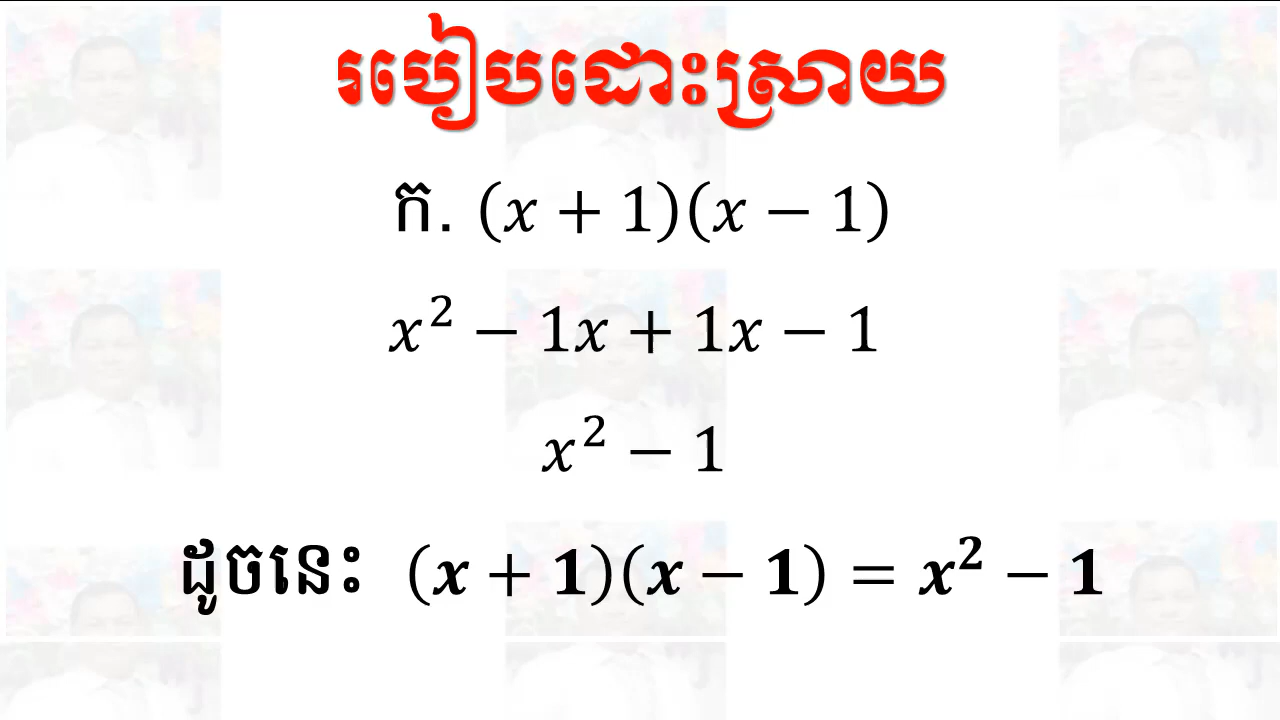 របៀបដោះស្រាយ
ក. (x + 1)(x − 1)
x² − 1x + 1x − 1
x² − 1
ដូចនេះ (x + 1)(x − 1) = x² − 1